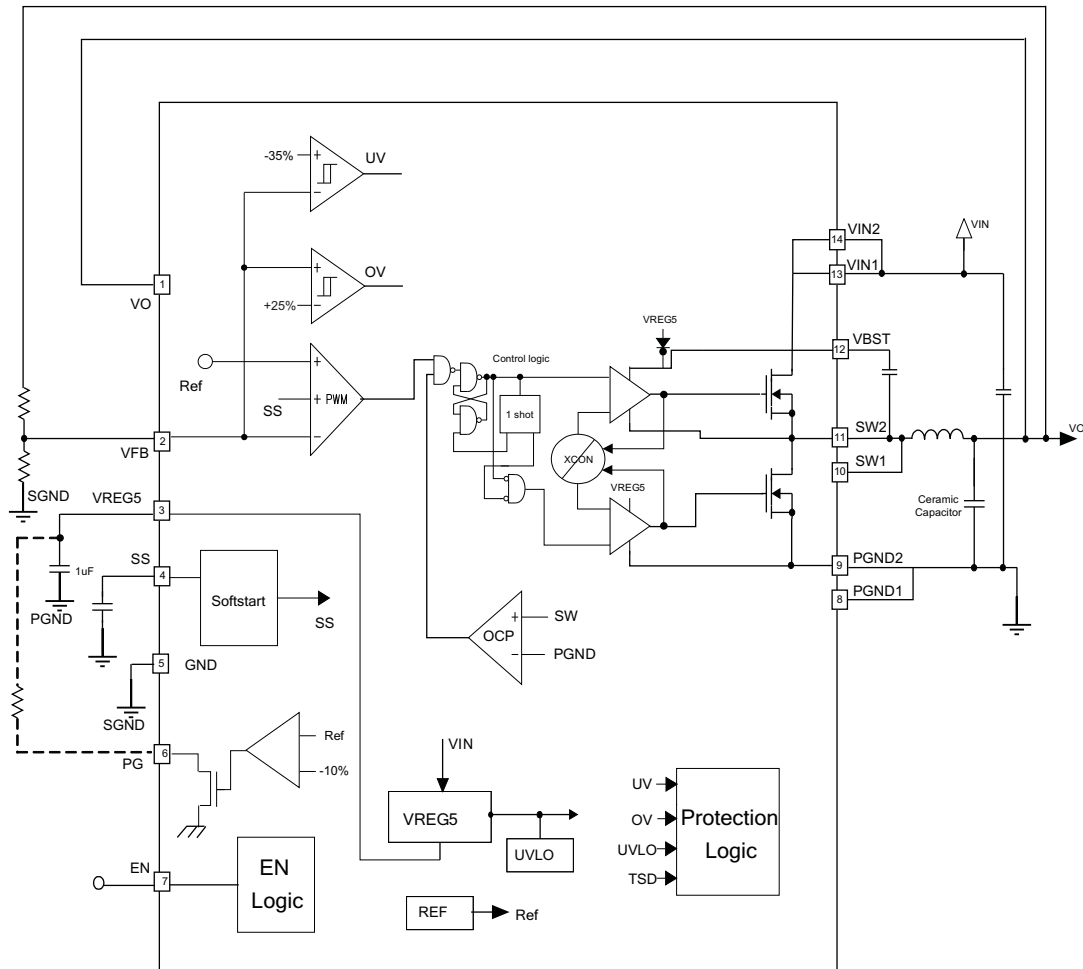 -35%
+
-
UV
+
+25%
-
OV
1
VO
Ref
+
SS
+
PWM
-
2
VFB
SGND
VREG5
3
1uF
PGND
SS
4
Softstart
SS
5
GND
SGND
PG
6
Ref
-10%
EN
7
EN
Logic
Control logic
1 shot
VREG5
XCON
VREG5
OCP
+
SW
-
PGND
14
VIN2
13
VIN1
VIN
12
VBST
11
SW2
10
SW1
VO
Ceramic
Capacitor
9
PGND2
8
PGND1
VIN
VREG5
UVLO
REF
Ref
UV
OV
UVLO
TSD
Protection
Logic